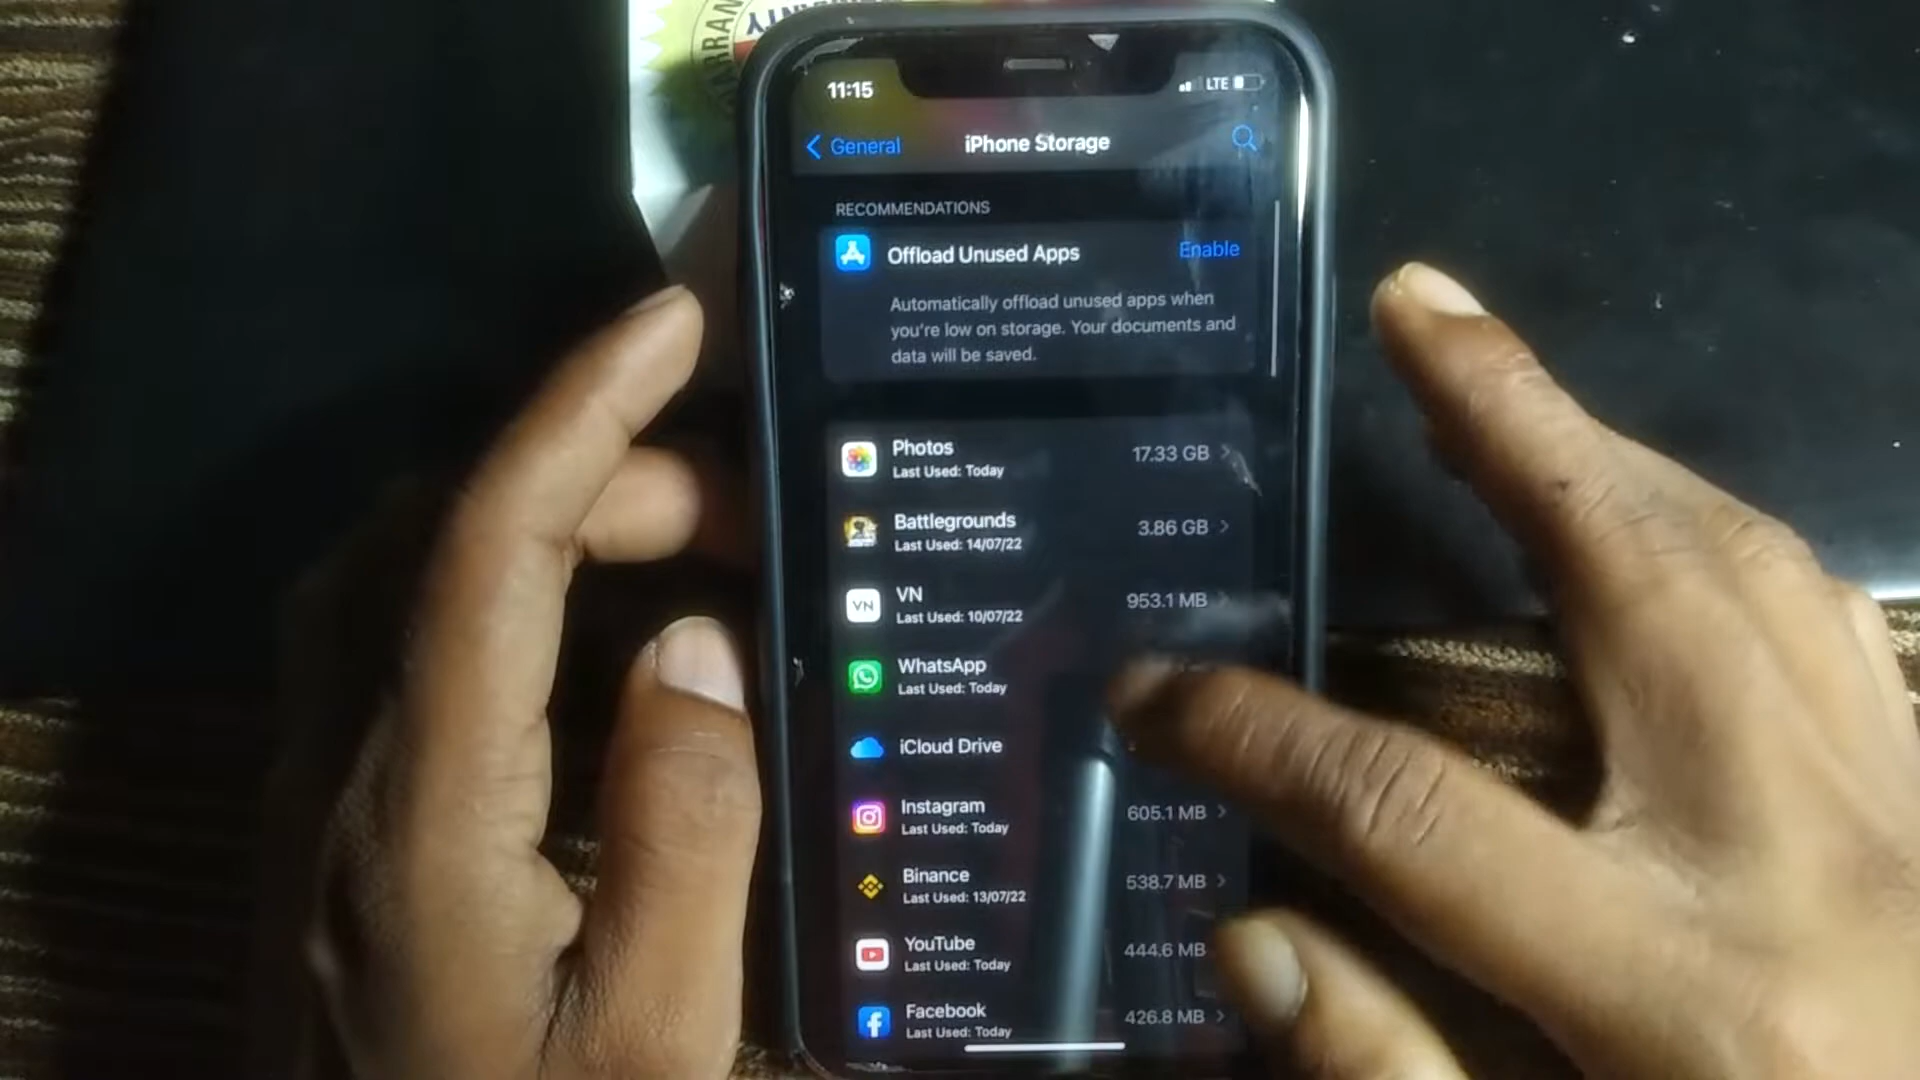 WARRAN
11:15
LTE
General
iPhone Storage
RECOMMENDATIONS
Offload Unused Apps
Enable
Automatically offload unused apps when
you're low on storage. Your documents and
data will be saved.
Photos
17.33 GB
Last Used: Today
Battlegrounds
3.86 GB
Last Used: 14/07/22
VN
VN
953.1 MB
Last Used: 10/07/22
WhatsApp
Last Used: Today
iCloud Drive
Instagram
605.1 MB
Last Used: Today
Binance
538.7 MB
Last Used: 13/07/22
YouTube
444.6 MB
Last Used: Today
Facebook
426.8 MB
Last Used: Today